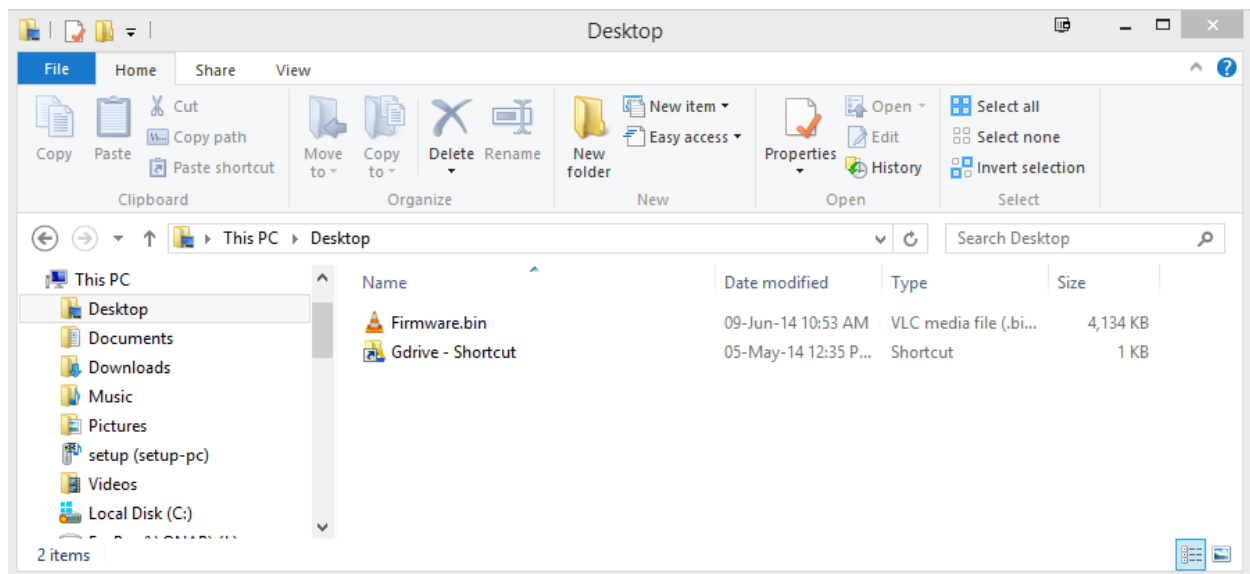 Desktop
File Home Share View
Copy
Paste
Cut
Copy path
Paste shortcut
Clipboard
Move to
Copy to
Delete
Rename
Organize
New folder
New item
Easy access
New
Properties
Open
Edit
History
Open
Select all
Select none
Invert selection
Select
This PC Desktop
Search Desktop
This PC
Desktop
Documents
Downloads
Music
Pictures
setup (setup-pc)
Videos
Local Disk (C:)
Name Date modified Type Size
Firmware.bin 09-Jun-14 10:53 AM VLC media file (.bi... 4,134 KB
Gdrive - Shortcut 05-May-14 12:35 P... Shortcut 1 KB
2 items